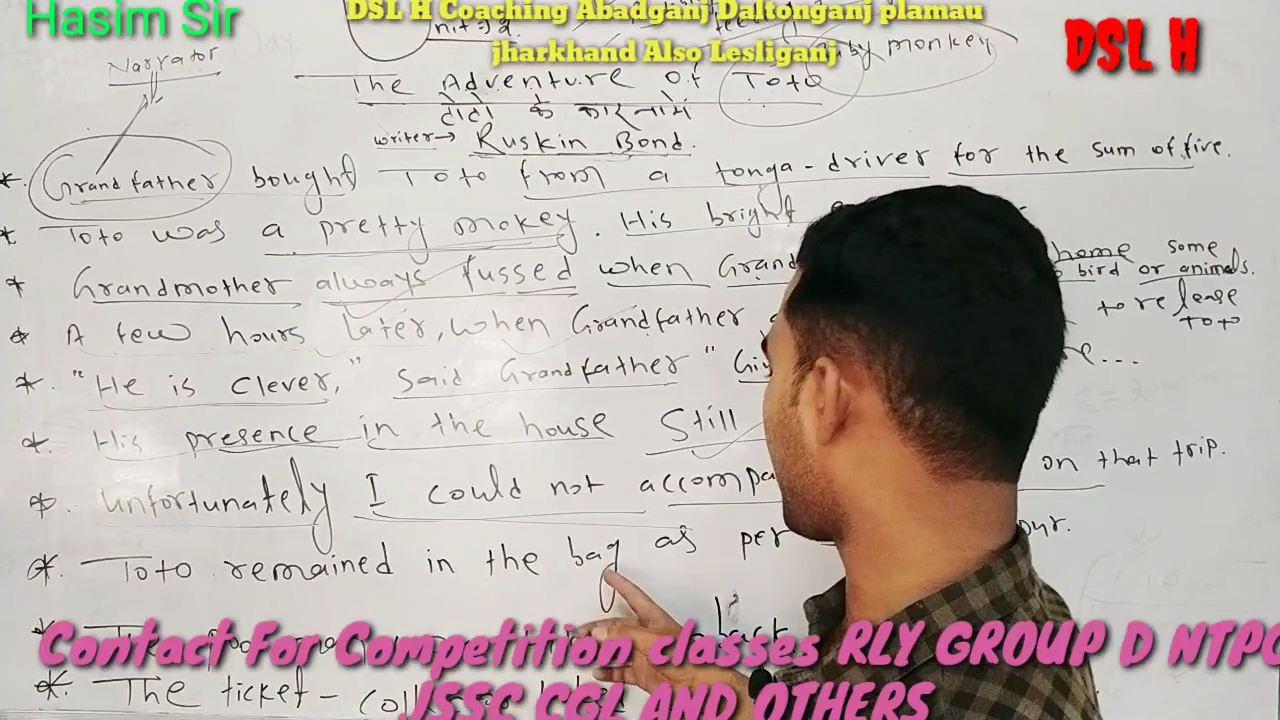 Hasim Sir
DSL H Coaching Abadganj Daltonganj plamau
jharkhand Also Lesliganj
DSL H
Narrator
monkey
The Adventure Of Toto
टोटो के कारनामे
writer→ Ruskin Bond.
* Grandfather bought Toto from a tonga-driver for the sum of five.
* Toto was a pretty mokey. His bright
* Grandmother always fussed when Grand home some
bird or animals.
* A few hours later, when Grandfather to release
Toto
* "He is clever," said Grandfather "
* His presence in the house Still
* Unfortunately I could not accompa on that trip.
* Toto remained in the bag as per pur.
Contact For Competition classes RLY GROUP D NTPC
* The ticket-
JSSC CGL AND OTHERS